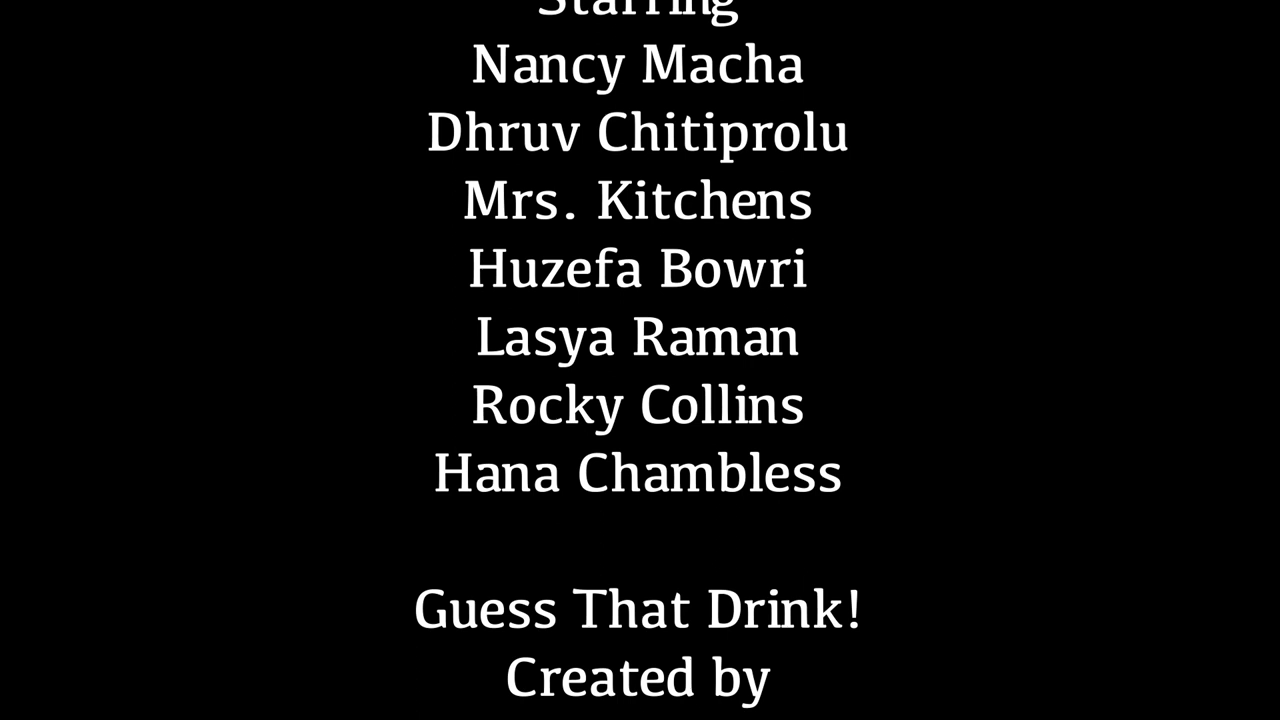 Starring
Nancy Macha
Dhruv Chitiprolu
Mrs. Kitchens
Huzefa Bowri
Lasya Raman
Rocky Collins
Hana Chambless
Guess That Drink!
Created by